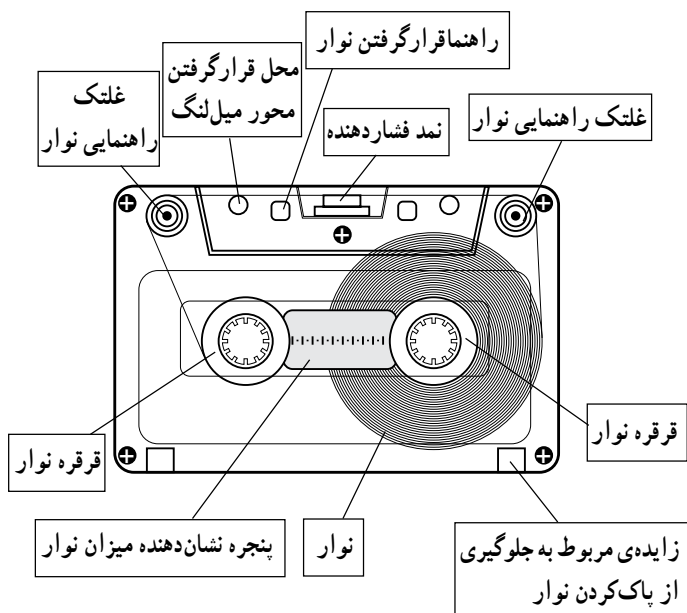 راهنماقرارگرفتن نوار
محل قرارگرفتن
محور میل‌لنگ
غلتک
راهنمایی نوار
نمد فشاردهنده
غلتک راهنمایی نوار
قرقره نوار
قرقره نوار
پنجره نشان‌دهنده میزان نوار
نوار
زایده‌ی مربوط به جلوگیری
از پاک‌کردن نوار